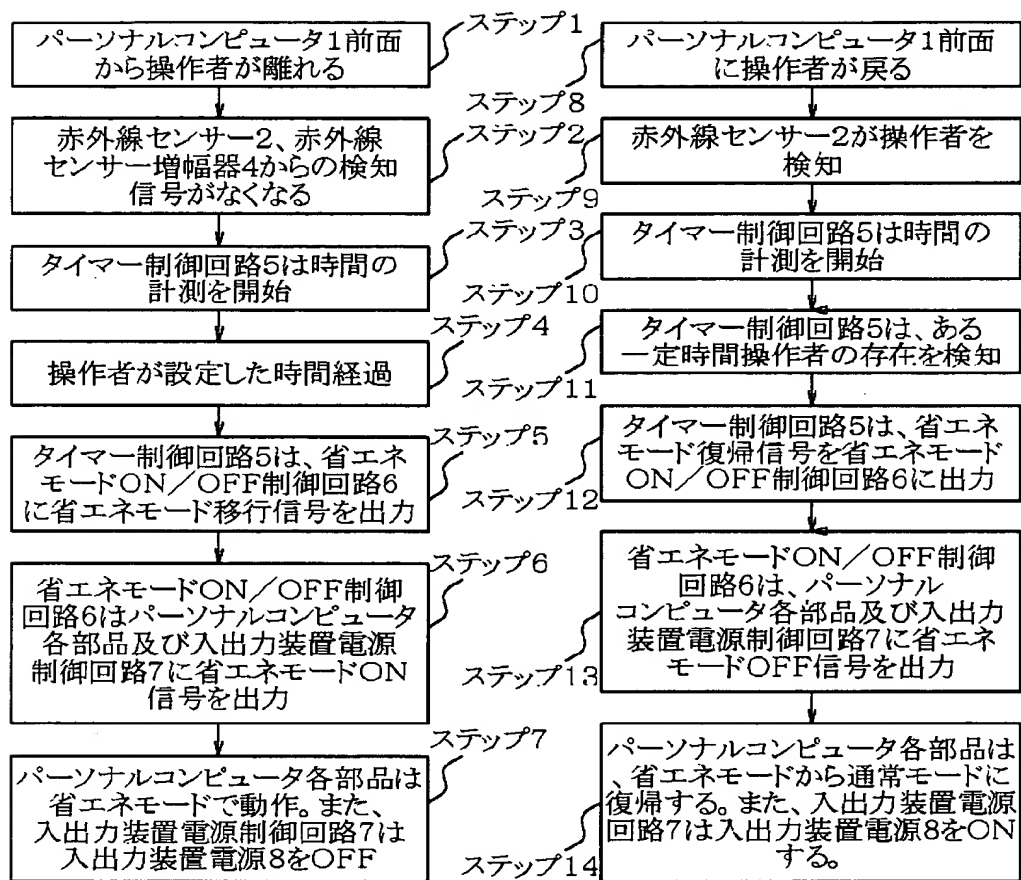 ステップ1
パーソナルコンピュータ1前面
から操作者が離れる
ステップ2
赤外線センサー2、赤外線
センサー増幅器4からの検知
信号がなくなる
ステップ3
タイマー制御回路5は時間の
計測を開始
ステップ4
操作者が設定した時間経過
ステップ5
タイマー制御回路5は、省エネ
モードON／OFF制御回路6
に省エネモード移行信号を出力
ステップ6
省エネモードON／OFF制御
回路6はパーソナルコンピュータ
各部品及び入出力装置電源
制御回路7に省エネモードON
信号を出力
ステップ7
パーソナルコンピュータ各部品は
省エネモードで動作。また、
入出力装置電源制御回路7は
入出力装置電源8をOFF
ステップ8
パーソナルコンピュータ1前面
に操作者が戻る
ステップ9
赤外線センサー2が操作者を
検知
ステップ10
タイマー制御回路5は時間の
計測を開始
ステップ11
タイマー制御回路5は、ある
一定時間操作者の存在を検知
ステップ12
タイマー制御回路5は、省エネ
モード復帰信号を省エネモード
ON／OFF制御回路6に出力
ステップ13
省エネモードON／OFF制御
回路6は、パーソナル
コンピュータ各部品及び入出力
装置電源制御回路7に省エネ
モードOFF信号を出力
ステップ14
パーソナルコンピュータ各部品は
、省エネモードから通常モードに
復帰する。また、入出力装置電源
回路7は入出力装置電源8をON
する。